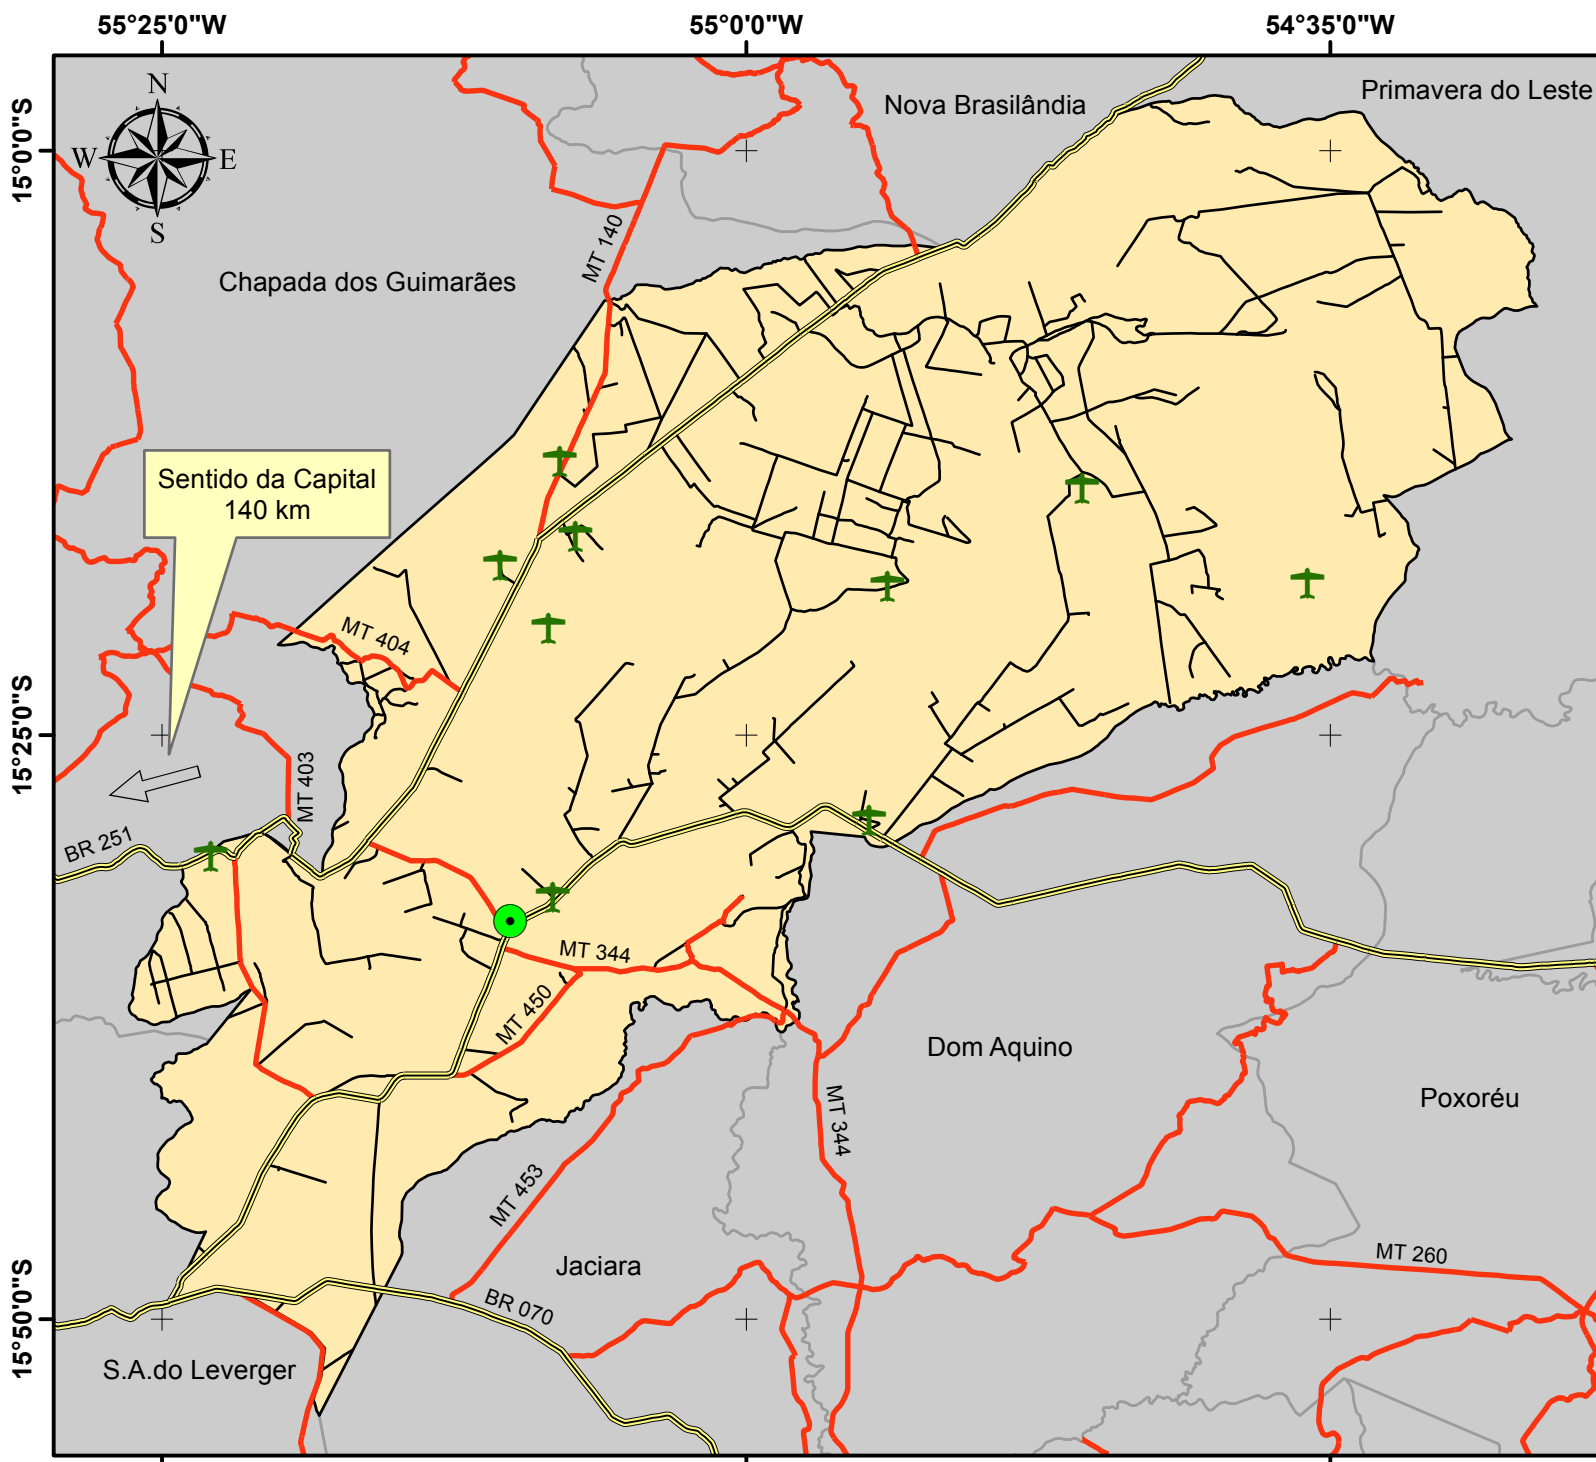 55°25'0"W
55°0'0"W
54°35'0"W
Primavera do Leste
Nova Brasilândia
N
W
E
S
15°0'0"S
MT 140
Chapada dos Guimarães
Sentido da Capital
140 km
MT 404
15°25'0"S
MT 403
BR 251
MT 344
MT 450
Dom Aquino
Poxoréu
MT 344
MT 453
Jaciara
MT 260
BR 070
15°50'0"S
S.A.do Leverger